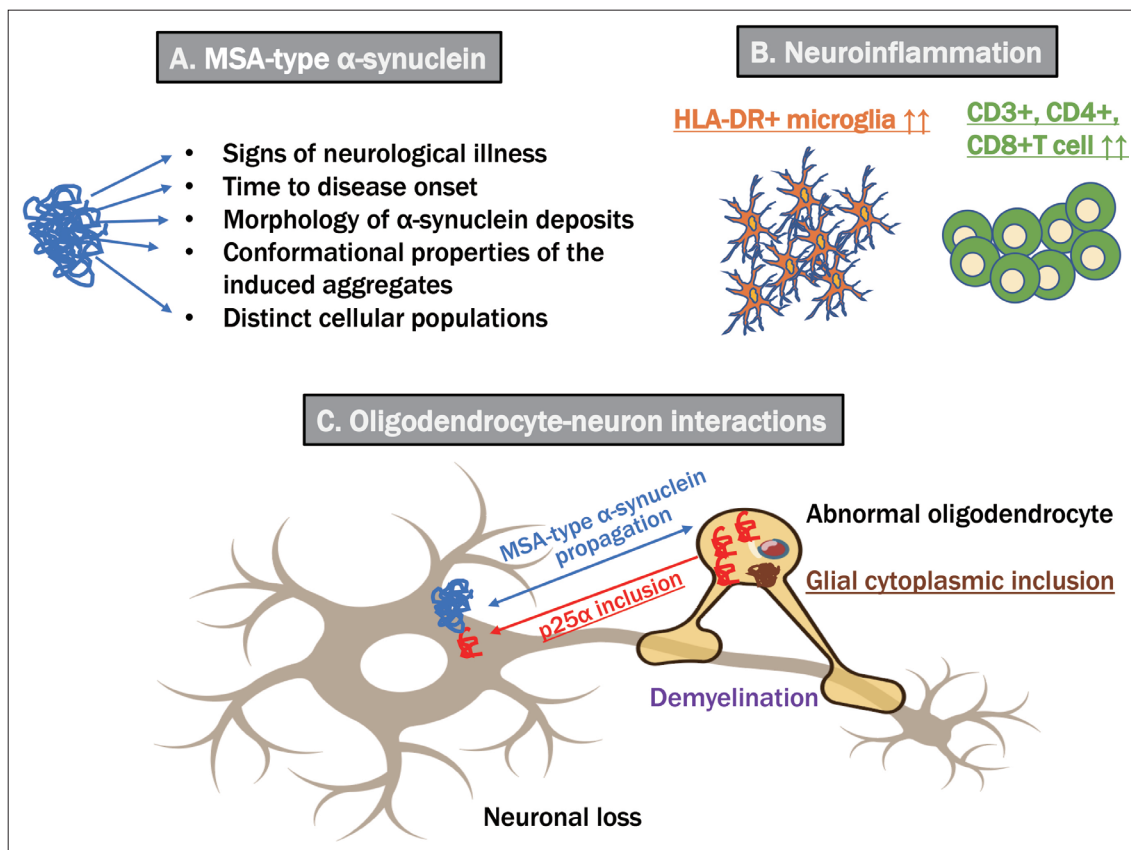 A. MSA-type α-synuclein
• Signs of neurological illness
• Time to disease onset
• Morphology of α-synuclein deposits
• Conformational properties of the
induced aggregates
• Distinct cellular populations
B. Neuroinflammation
HLA-DR+ microglia ↑↑
CD3+, CD4+,
CD8+T cell ↑↑
C. Oligodendrocyte-neuron interactions
MSA-type α-synuclein
propagation
p25α inclusion
Abnormal oligodendrocyte
Glial cytoplasmic inclusion
Demyelination
Neuronal loss